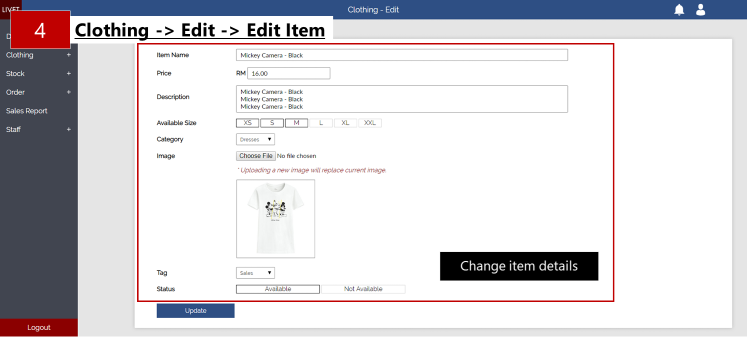 Clothing - Edit
4
Clothing -> Edit -> Edit Item
Clothing +
Stock +
Order +
Sales Report
Staff +
Logout
Item Name Mickey Camera - Black
Price RM 16.00
Description Mickey Camera - Black
Mickey Camera - Black
Mickey Camera - Black
Available Size XS S M L XL XXL
Category Dresses
Image Choose File No file chosen
* Uploading a new image will replace current image.
Tag Sales
Status Available Not Available
Change item details
Update